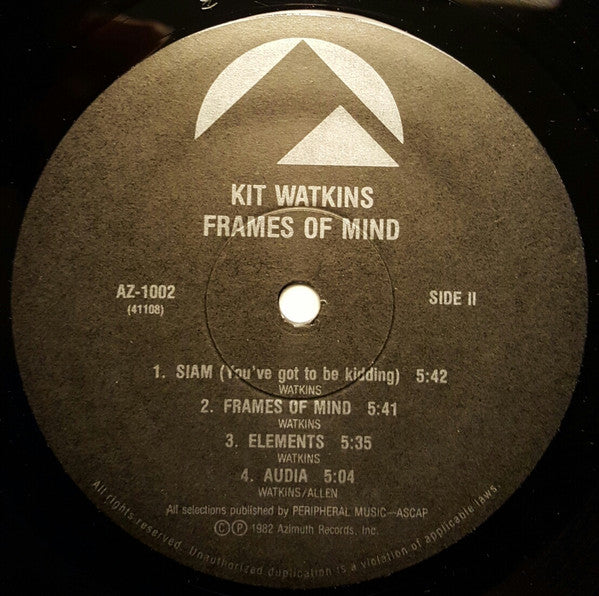 KIT WATKINS
FRAMES OF MIND
AZ-1002
(41108)
SIDE II
1. SIAM (You've got to be kidding) 5:42
WATKINS
2. FRAMES OF MIND 5:41
WATKINS
3. ELEMENTS 5:35
WATKINS
4. AUDIA 5:04
WATKINS/ALLEN
All selections published by PERIPHERAL MUSIC—ASCAP
©℗ 1982 Azimuth Records, Inc.
All rights reserved. Unauthorized duplication is a violation of applicable laws.